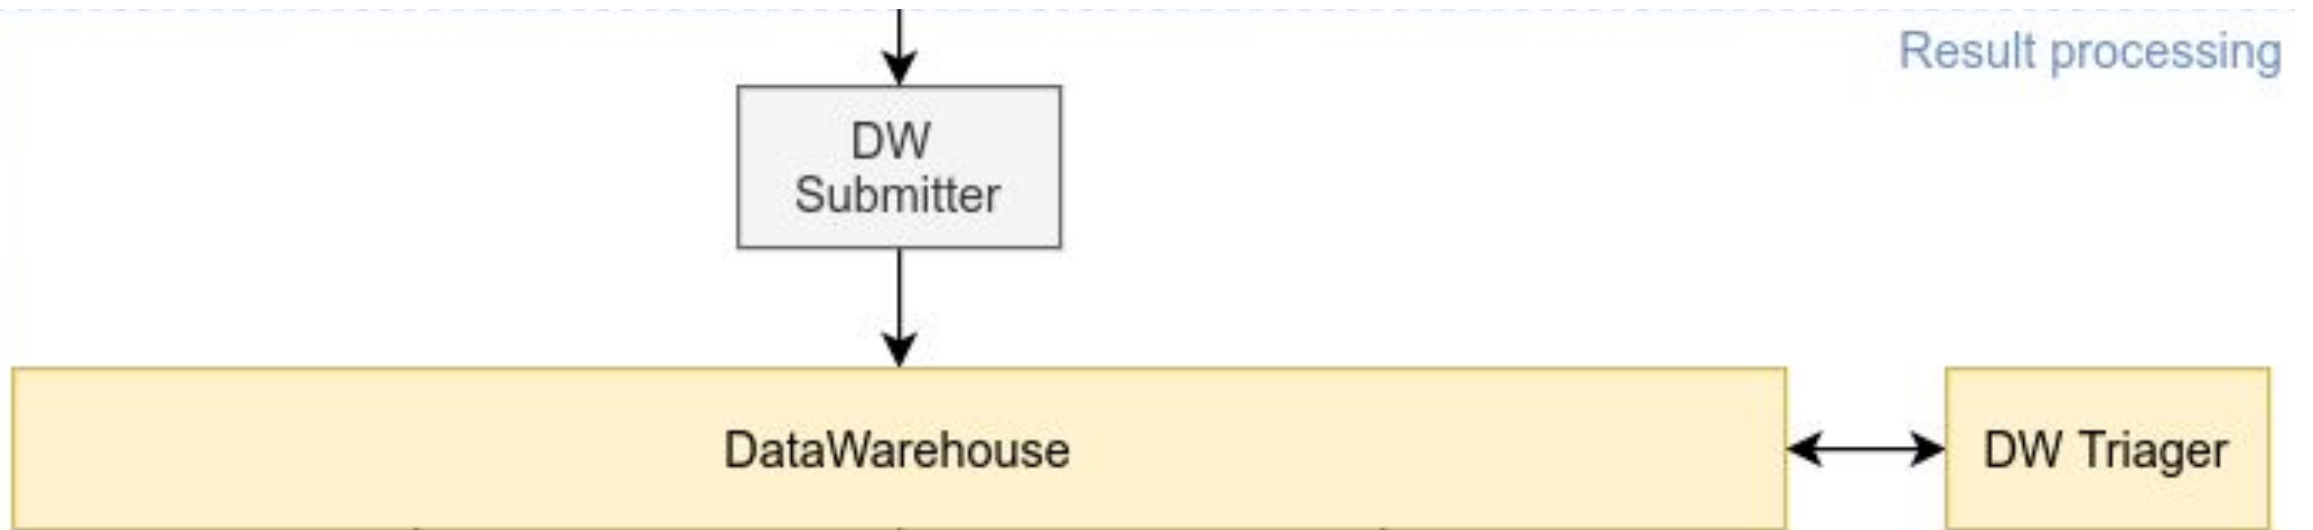 Result processing
DW
Submitter
DataWarehouse
DW Triager